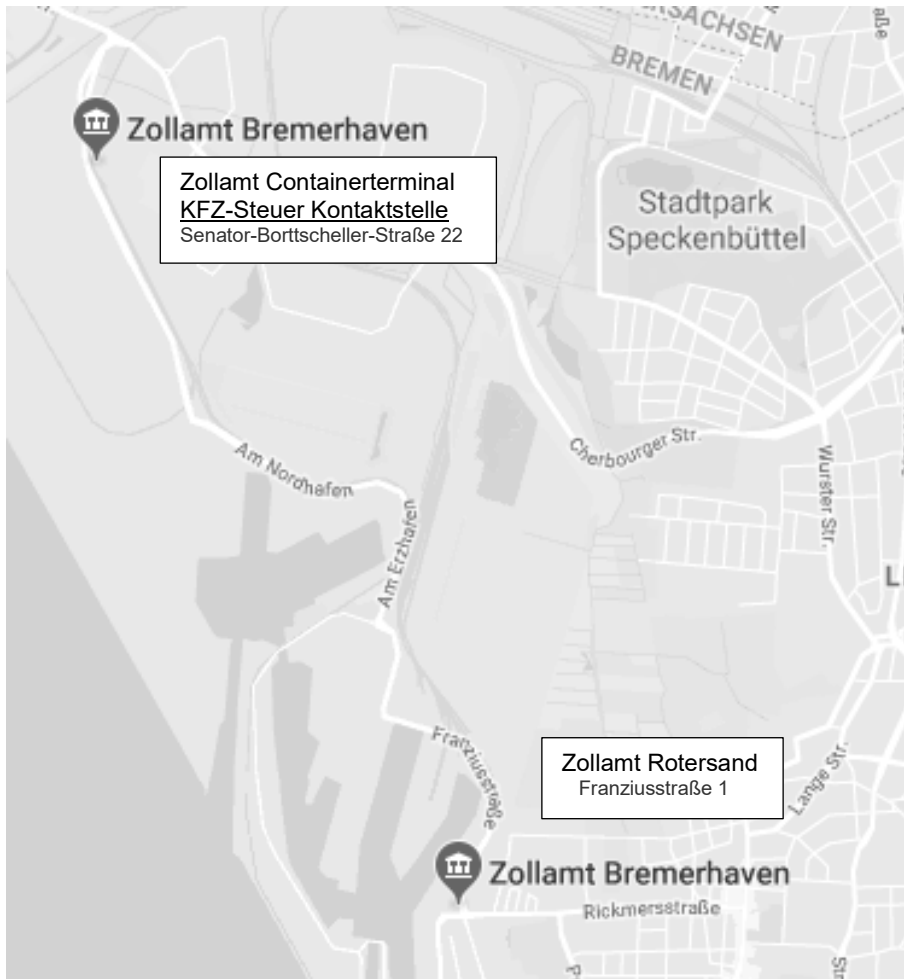 BREMEN
Zollamt Bremerhaven
Zollamt Containerterminal
KFZ-Steuer Kontaktstelle
Senator-Borttscheller-Straße 22
Stadtpark
Speckenbüttel
Cherbourger Str.
Am Nordhafen
Wurster Str.
Am Erzhafen
Franziusstraße
Zollamt Rotersand
Franziusstraße 1
Lange Str.
Zollamt Bremerhaven
Rickmersstraße